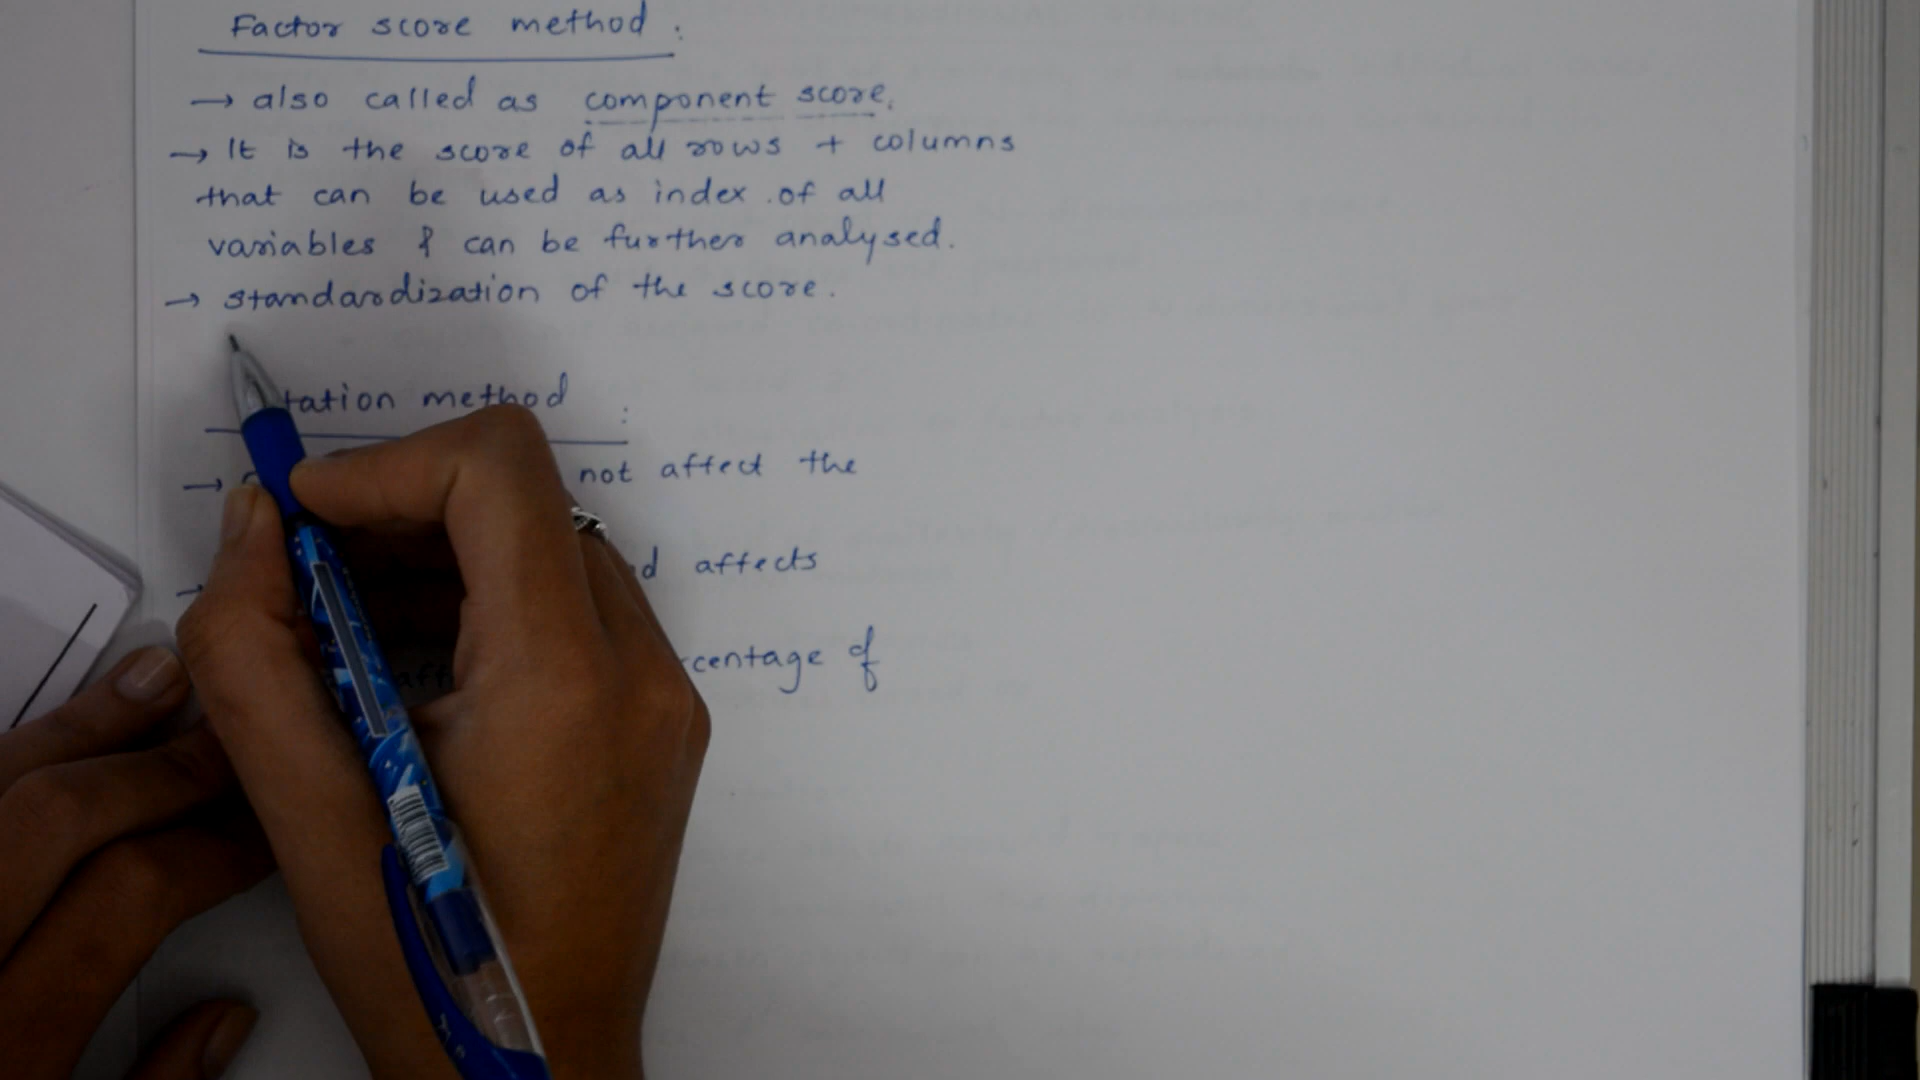 Factor score method :
→ also called as component score.
→ It is the score of all rows + columns
that can be used as index of all
variables & can be further analysed.
→ standardization of the score.
tation method :
→ not affect the
→ d affects
aff rcentage of